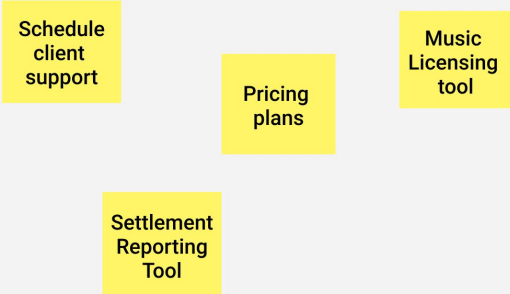 Schedule
client
support
Pricing
plans
Music
Licensing
tool
Settlement
Reporting
Tool